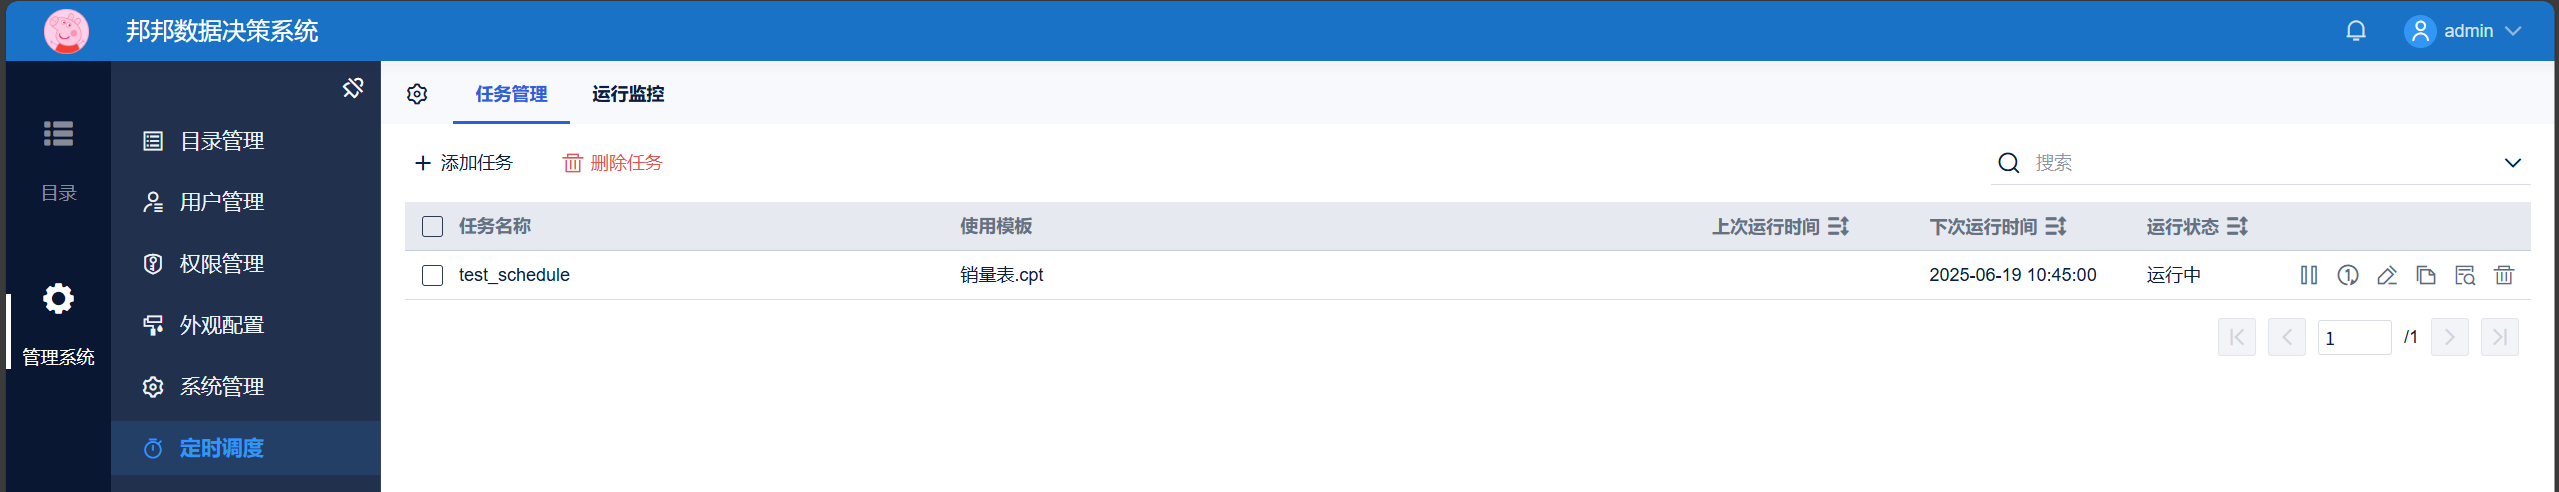 邦邦数据决策系统
admin
目录
管理系统
目录管理
用户管理
权限管理
外观配置
系统管理
定时调度
任务管理 运行监控
添加任务 删除任务
搜索
任务名称 使用模板 上次运行时间 下次运行时间 运行状态
test_schedule 销量表.cpt 2025-06-19 10:45:00 运行中
1 /1